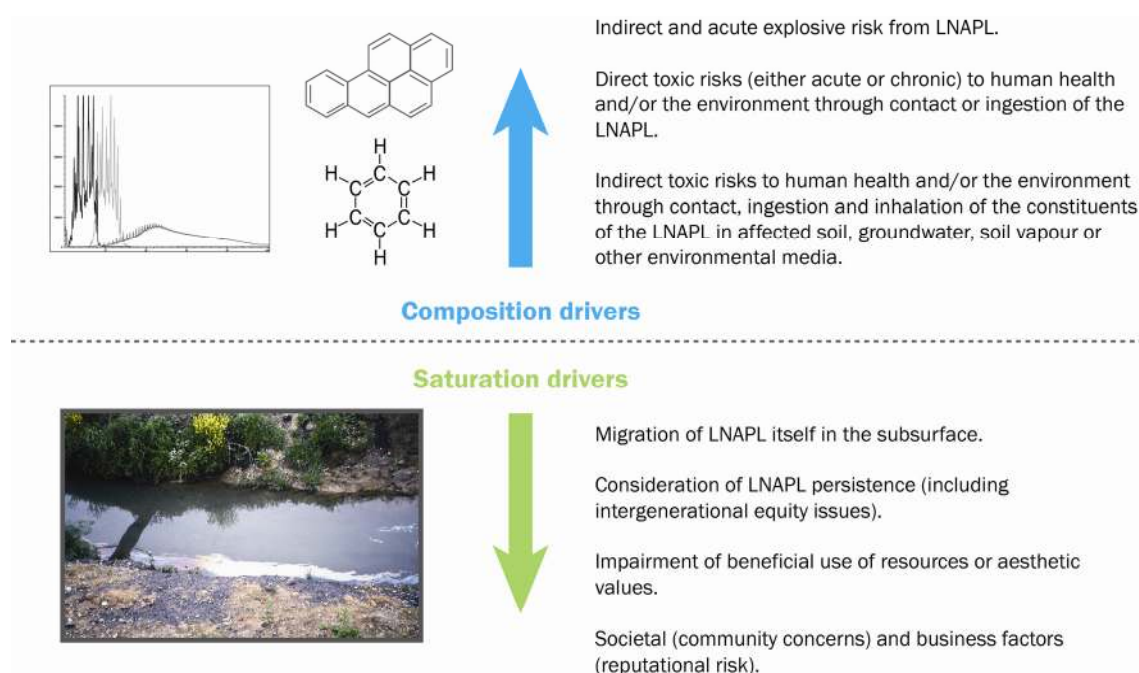 Indirect and acute explosive risk from LNAPL.
Direct toxic risks (either acute or chronic) to human health
and/or the environment through contact or ingestion of the
LNAPL.
Indirect toxic risks to human health and/or the environment
through contact, ingestion and inhalation of the constituents
of the LNAPL in affected soil, groundwater, soil vapour or
other environmental media.
H
H C H
C C
C C
H C H
H
Composition drivers
Saturation drivers
Migration of LNAPL itself in the subsurface.
Consideration of LNAPL persistence (including
intergenerational equity issues).
Impairment of beneficial use of resources or aesthetic
values.
Societal (community concerns) and business factors
(reputational risk).